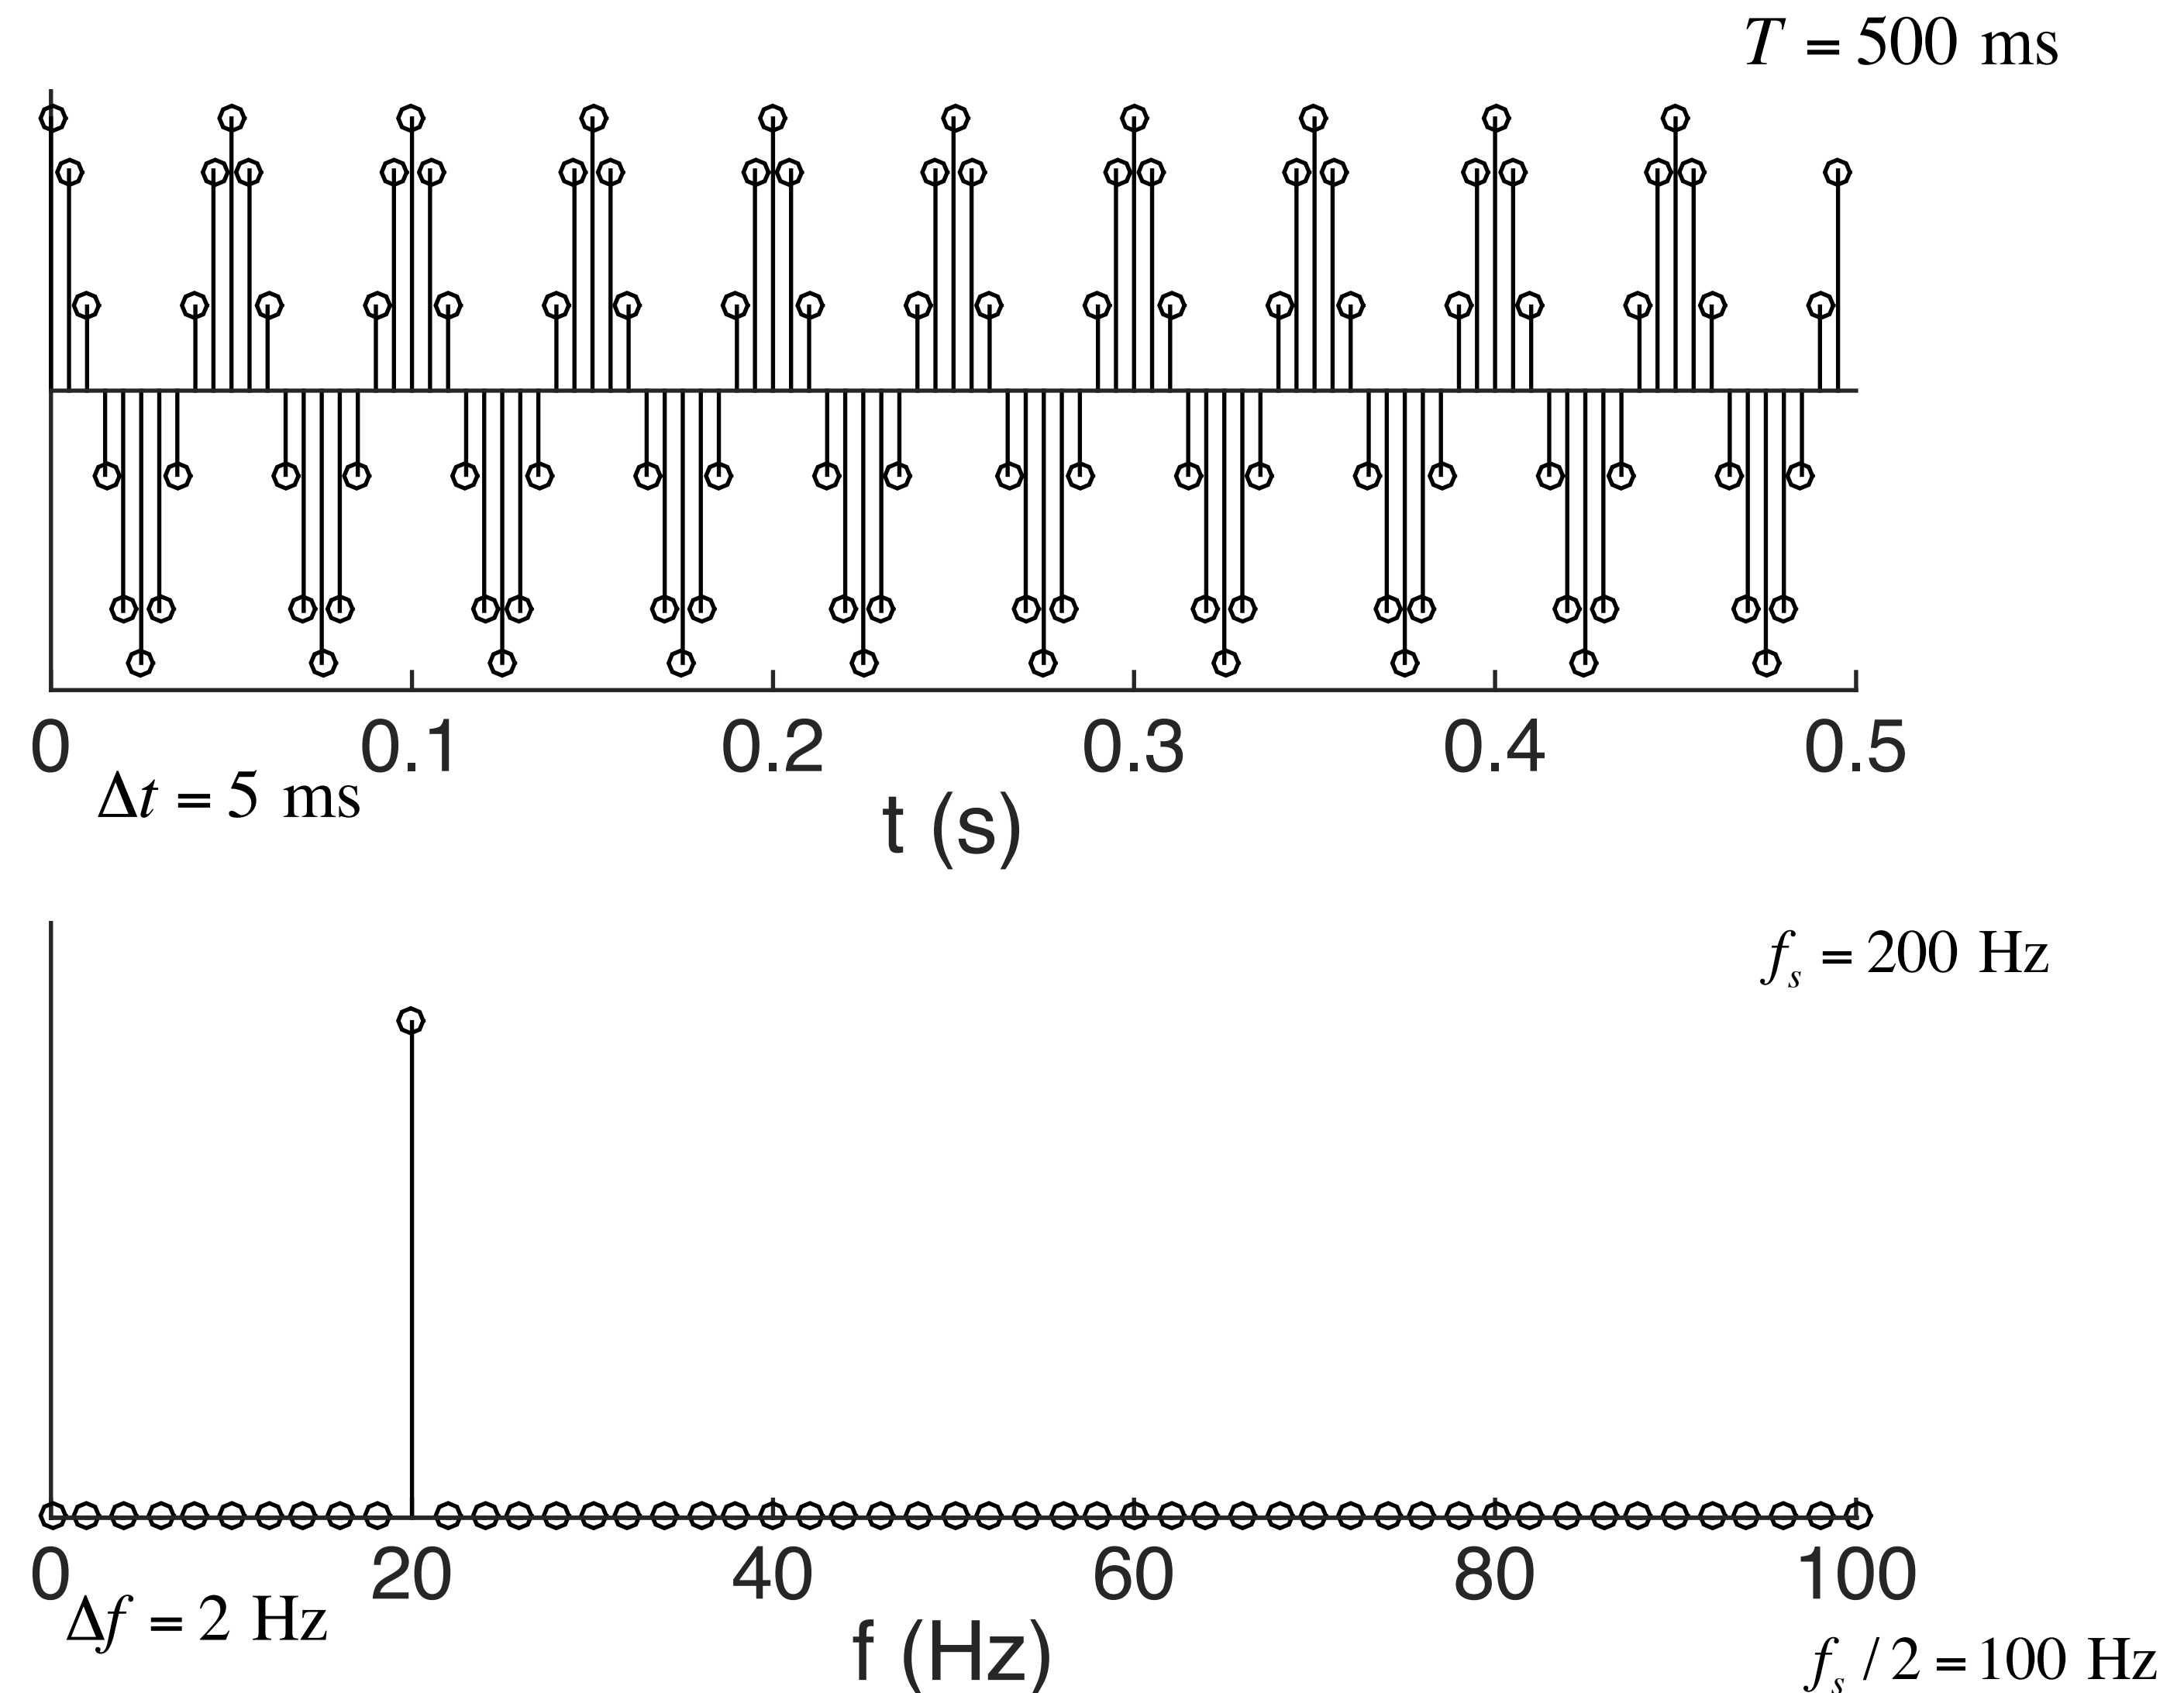 T = 500 ms
0 0.1 0.2 0.3 0.4 0.5
Δt = 5 ms
t (s)
f_s = 200 Hz
0 20 40 60 80 100
Δf = 2 Hz
f (Hz)
f_s / 2 = 100 Hz